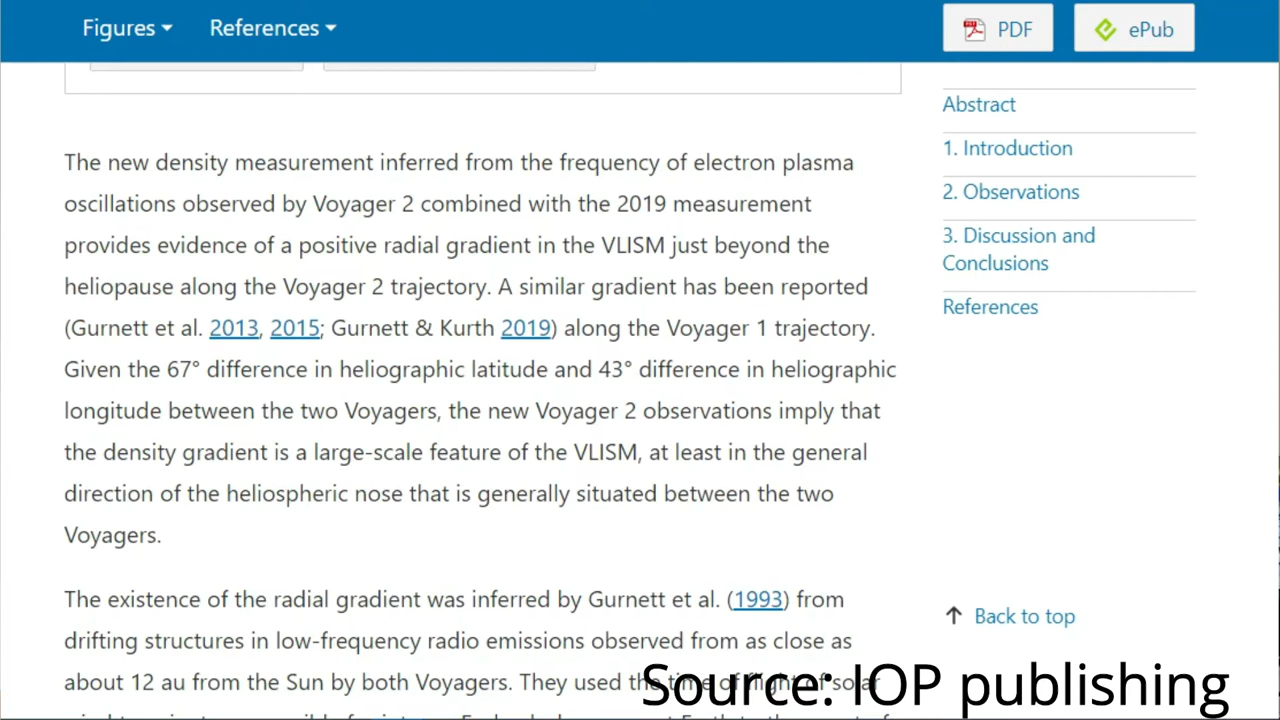 Figures References PDF ePub
The new density measurement inferred from the frequency of electron plasma
oscillations observed by Voyager 2 combined with the 2019 measurement
provides evidence of a positive radial gradient in the VLISM just beyond the
heliopause along the Voyager 2 trajectory. A similar gradient has been reported
(Gurnett et al. 2013, 2015; Gurnett & Kurth 2019) along the Voyager 1 trajectory.
Given the 67° difference in heliographic latitude and 43° difference in heliographic
longitude between the two Voyagers, the new Voyager 2 observations imply that
the density gradient is a large-scale feature of the VLISM, at least in the general
direction of the heliospheric nose that is generally situated between the two
Voyagers.
The existence of the radial gradient was inferred by Gurnett et al. (1993) from
drifting structures in low-frequency radio emissions observed from as close as
about 12 au from the Sun by both Voyagers. They used the time of flight of solar
Abstract
1. Introduction
2. Observations
3. Discussion and
Conclusions
References
Back to top
Source: IOP publishing